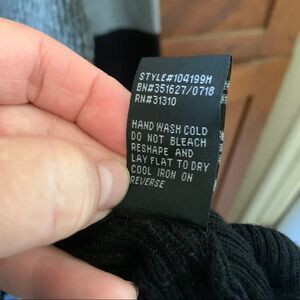 STYLE#104199M
BN#351627/0718
RN#31310
HAND WASH COLD
DO NOT BLEACH
RESHAPE AND
LAY FLAT TO DRY
COOL IRON ON
REVERSE